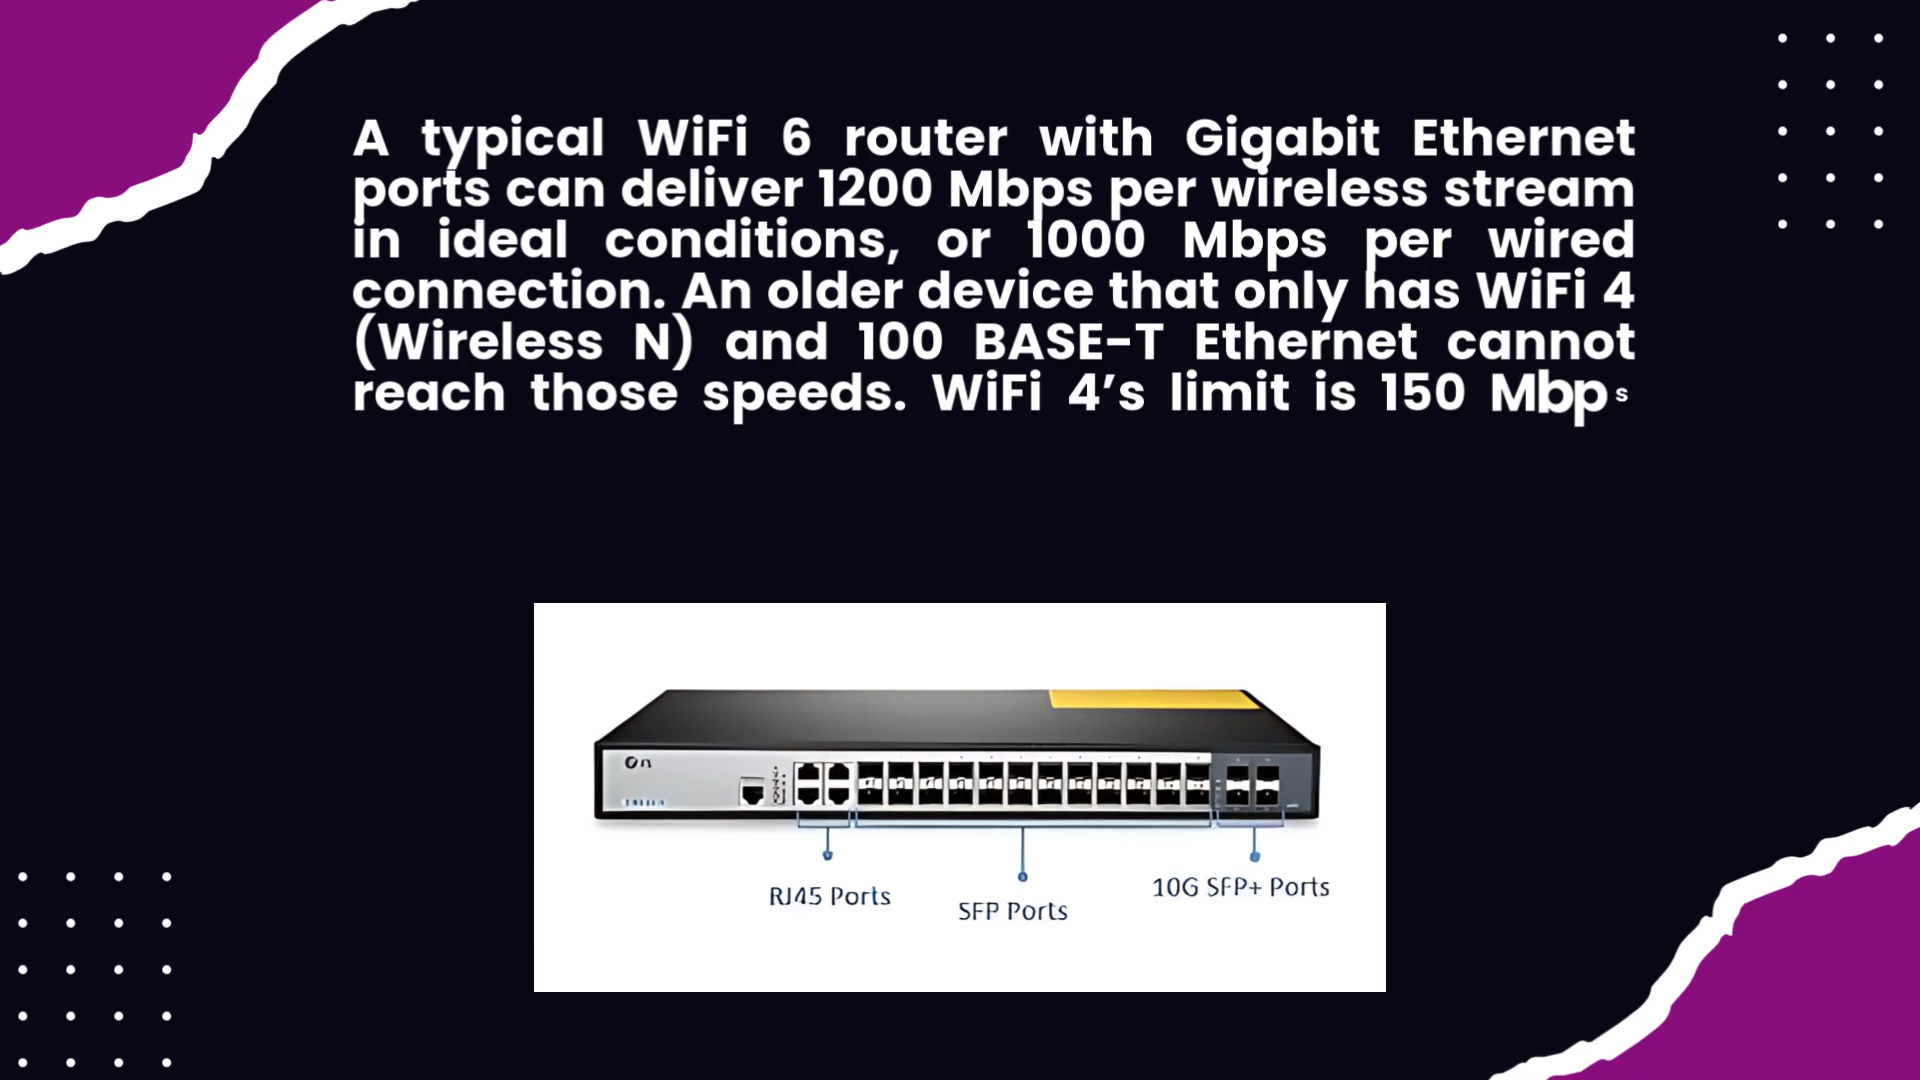 A typical WiFi 6 router with Gigabit Ethernet
ports can deliver 1200 Mbps per wireless stream
in ideal conditions, or 1000 Mbps per wired
connection. An older device that only has WiFi 4
(Wireless N) and 100 BASE-T Ethernet cannot
reach those speeds. WiFi 4’s limit is 150 Mbps
RJ45 Ports
SFP Ports
10G SFP+ Ports